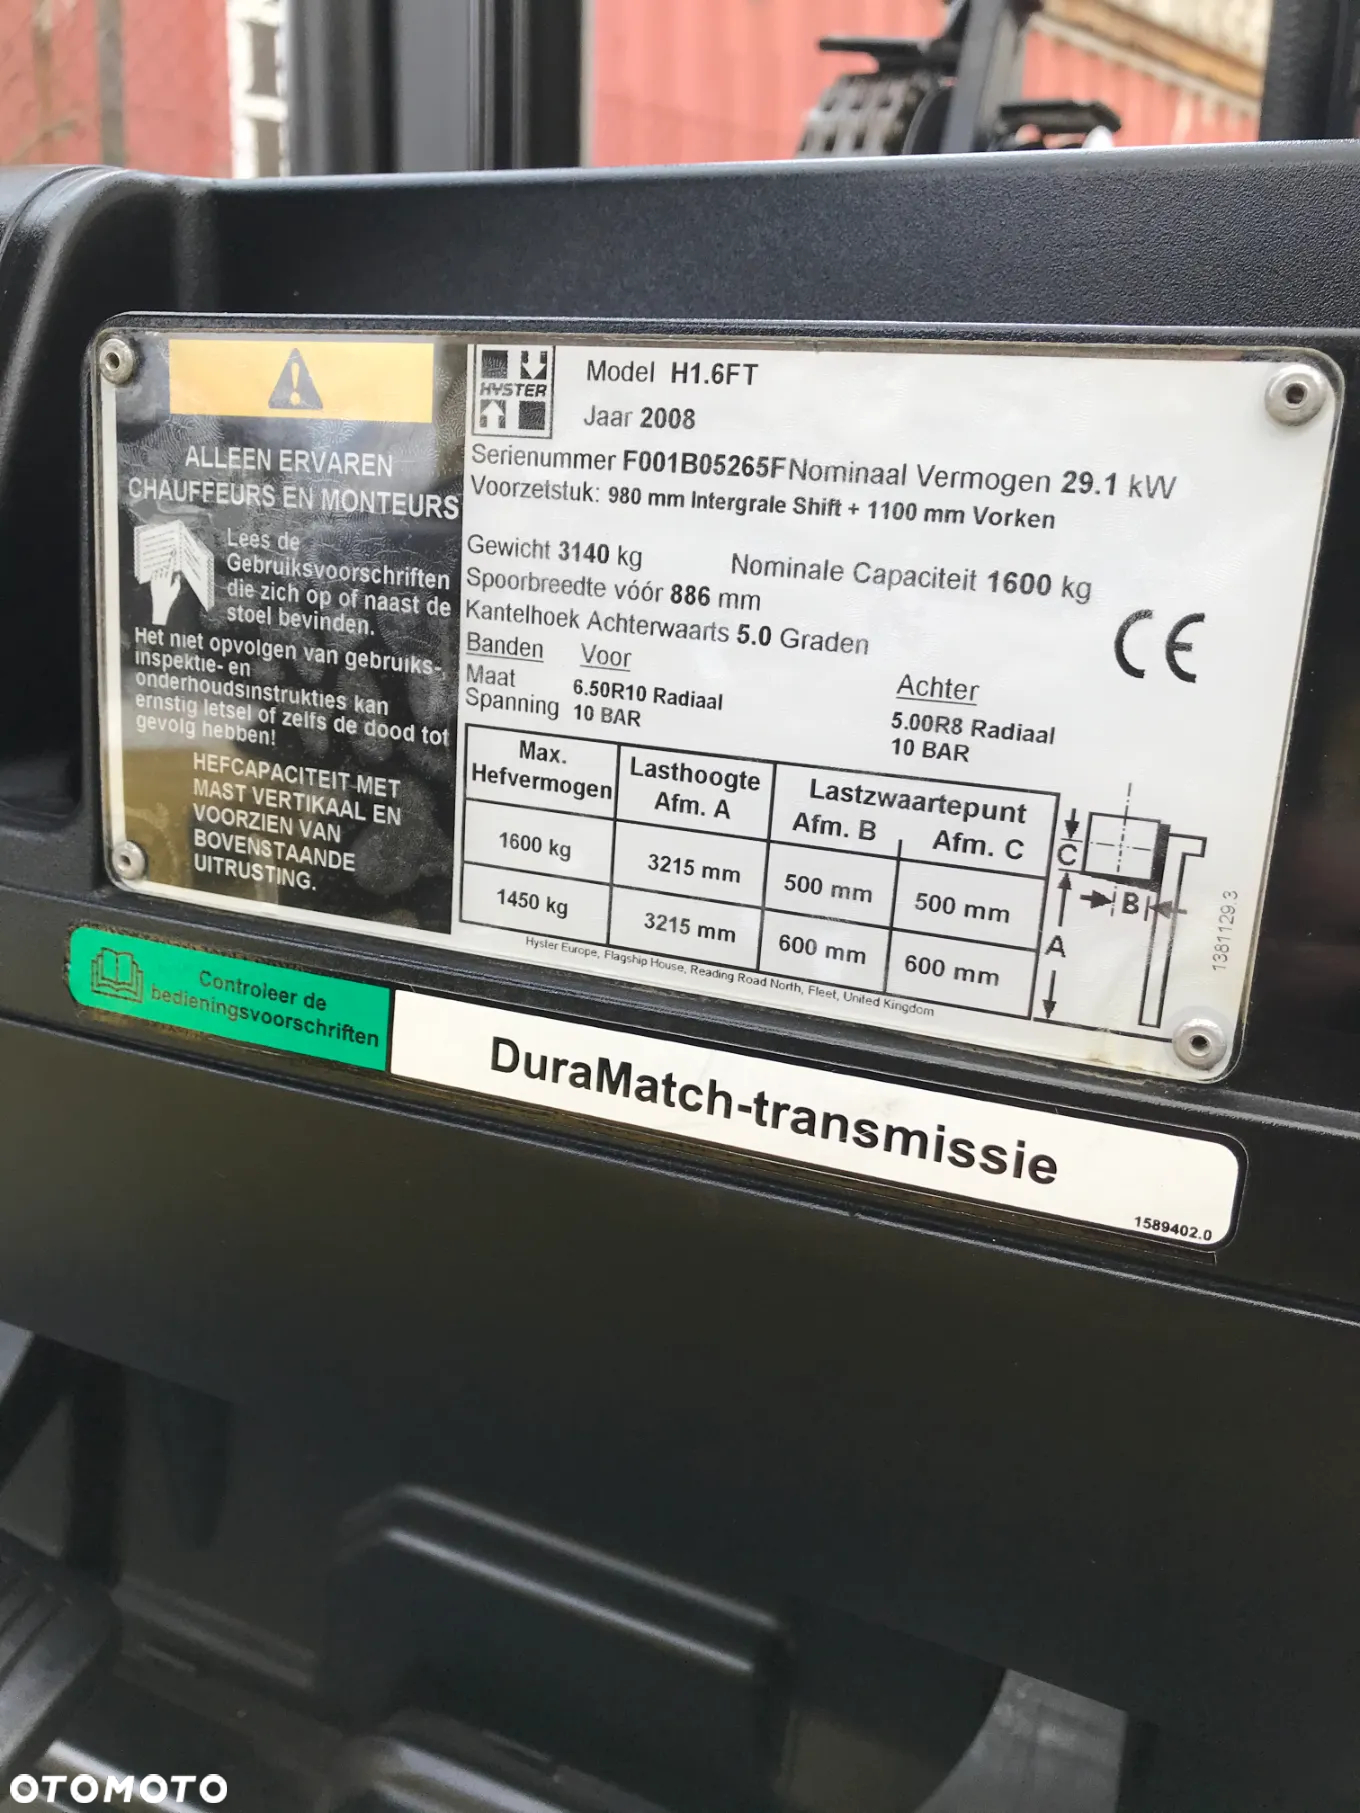 ALLEEN ERVAREN
CHAUFFEURS EN MONTEURS
Lees de
Gebruiksvoorschriften
die zich op of naast de
stoel bevinden.
Het niet opvolgen van gebruiks-,
inspektie- en
onderhoudsinstrukties kan
ernstig letsel of zelfs de dood tot
gevolg hebben!
HEFCAPACITEIT MET
MAST VERTIKAAL EN
VOORZIEN VAN
BOVENSTAANDE
UITRUSTING.
HYSTER
Model H1.6FT
Jaar 2008
Serienummer F001B05265F Nominaal Vermogen 29.1 kW
Voorzetstuk: 980 mm Intergrale Shift + 1100 mm Vorken
Gewicht 3140 kg Nominale Capaciteit 1600 kg
Spoorbreedte vóór 886 mm
Kantelhoek Achterwaarts 5.0 Graden
CE
Banden Voor Achter
Maat 6.50R10 Radiaal 5.00R8 Radiaal
Spanning 10 BAR 10 BAR
Max. Hefvermogen Lasthoogte Afm. A Lastzwaartepunt Afm. B Afm. C
1600 kg 3215 mm 500 mm 500 mm
1450 kg 3215 mm 600 mm 600 mm
C
B
A
1381129.3
Hyster Europe, Flagship House, Reading Road North, Fleet, United Kingdom
Controleer de
bedieningsvoorschriften
DuraMatch-transmissie
1589402.0
OTOMOTO